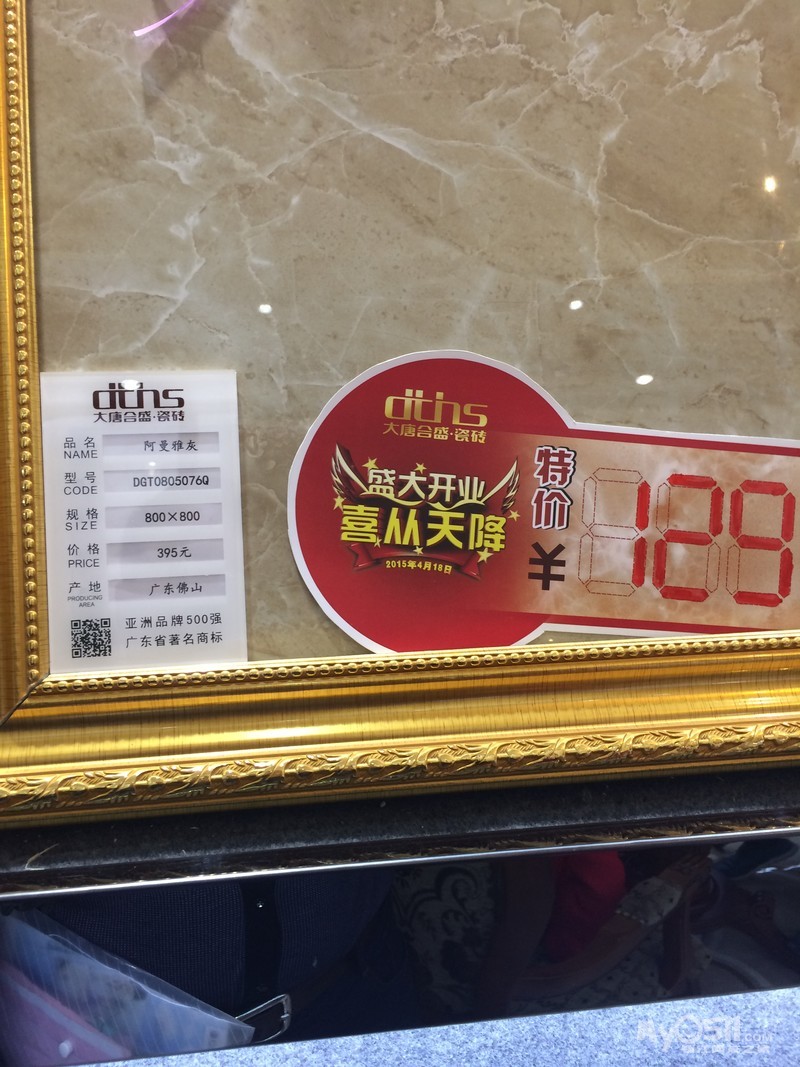 dths
大唐合盛·瓷砖
品名 阿曼雅灰
NAME
型号 DGT0805076Q
CODE
规格 800×800
SIZE
价格 395元
PRICE
产地 广东佛山
PRODUCING
AREA
亚洲品牌500强
广东省著名商标
dths
大唐合盛·瓷砖
盛大开业
喜从天降
2015年4月18日
特价
¥ 129
My0511.com